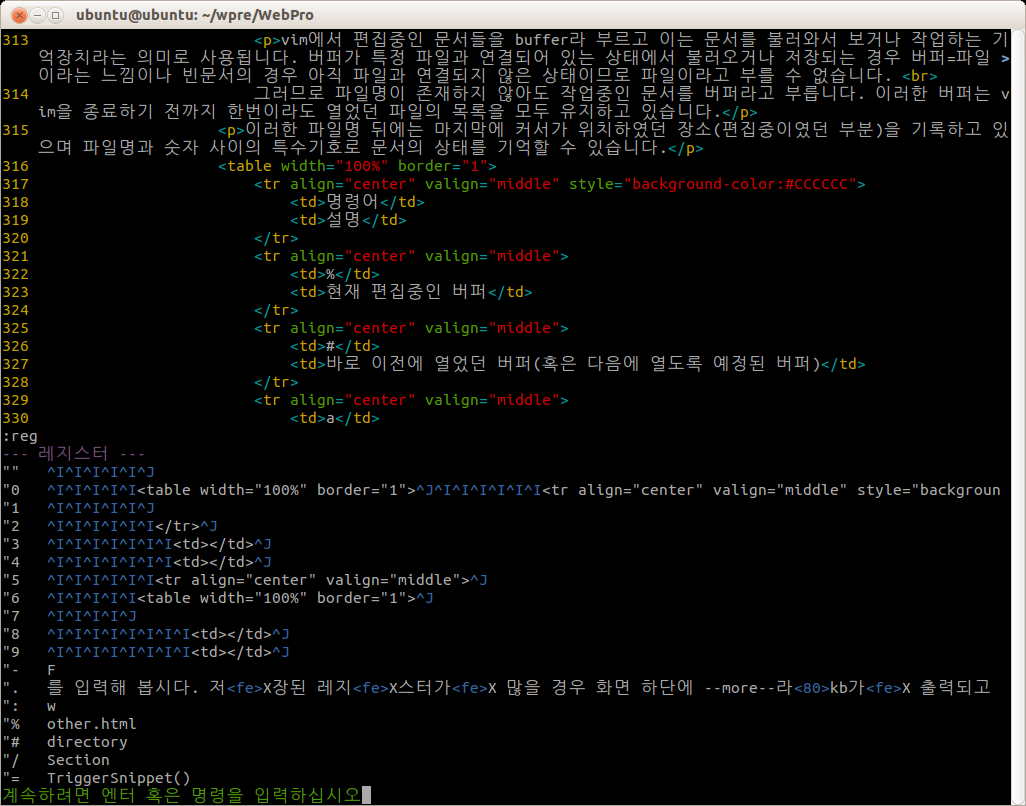 ubuntu@ubuntu: ~/wpre/WebPro
313 <p>vim에서 편집중인 문서들을 buffer라 부르고 이는 문서를 불러와서 보거나 작업하는 기
억장치라는 의미로 사용됩니다. 버퍼가 특정 파일과 연결되어 있는 상태에서 불러오거나 저장되는 경우 버퍼=파일 >
이라는 느낌이나 빈문서의 경우 아직 파일과 연결되지 않은 상태이므로 파일이라고 부를 수 없습니다. <br>
314 그러므로 파일명이 존재하지 않아도 작업중인 문서를 버퍼라고 부릅니다. 이러한 버퍼는 v
im을 종료하기 전까지 한번이라도 열었던 파일의 목록을 모두 유지하고 있습니다.</p>
315 <p>이러한 파일명 뒤에는 마지막에 커서가 위치하였던 장소(편집중이였던 부분)을 기록하고 있
으며 파일명과 숫자 사이의 특수기호로 문서의 상태를 기억할 수 있습니다.</p>
316 <table width="100%" border="1">
317 <tr align="center" valign="middle" style="background-color:#CCCCCC">
318 <td>명령어</td>
319 <td>설명</td>
320 </tr>
321 <tr align="center" valign="middle">
322 <td>%</td>
323 <td>현재 편집중인 버퍼</td>
324 </tr>
325 <tr align="center" valign="middle">
326 <td>#</td>
327 <td>바로 이전에 열었던 버퍼(혹은 다음에 열도록 예정된 버퍼)</td>
328 </tr>
329 <tr align="center" valign="middle">
330 <td>a</td>
:reg
--- 레지스터 ---
"" ^I^I^I^I^I^J
"0 ^I^I^I^I^I<table width="100%" border="1">^J^I^I^I^I^I^I<tr align="center" valign="middle" style="backgroun
"1 ^I^I^I^I^I^J
"2 ^I^I^I^I^I^I</tr>^J
"3 ^I^I^I^I^I^I^I<td></td>^J
"4 ^I^I^I^I^I^I^I<td></td>^J
"5 ^I^I^I^I^I^I<tr align="center" valign="middle">^J
"6 ^I^I^I^I^I<table width="100%" border="1">^J
"7 ^I^I^I^I^J
"8 ^I^I^I^I^I^I^I^I<td></td>^J
"9 ^I^I^I^I^I^I^I^I<td></td>^J
"- F
". 를 입력해 봅시다. 저<fe>X장된 레지<fe>X스터가<fe>X 많을 경우 화면 하단에 --more--라<80>kb가<fe>X 출력되고
": w
"% other.html
"# directory
"/ Section
"= TriggerSnippet()
계속하려면 엔터 혹은 명령을 입력하십시오